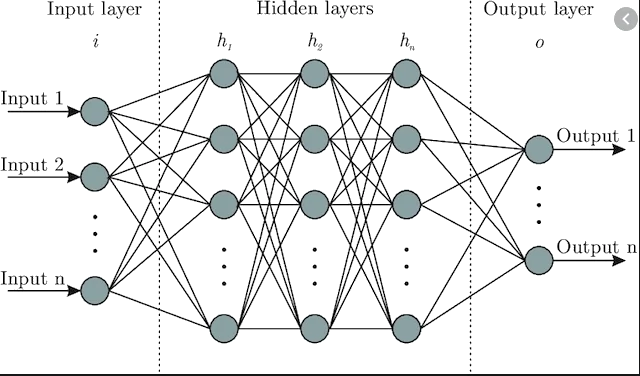 Input layer
Hidden layers
Output layer
i
h1
h2
hn
o
Input 1
Input 2
Input n
Output 1
Output n